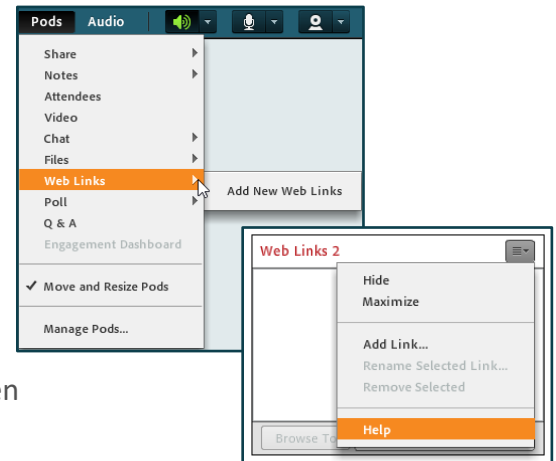 Pods Audio
Share
Notes
Attendees
Video
Chat
Files
Web Links
Add New Web Links
Poll
Q & A
Engagement Dashboard
✓ Move and Resize Pods
Manage Pods...
Web Links 2
Hide
Maximize
Add Link...
Rename Selected Link...
Remove Selected
Help
Browse To
en